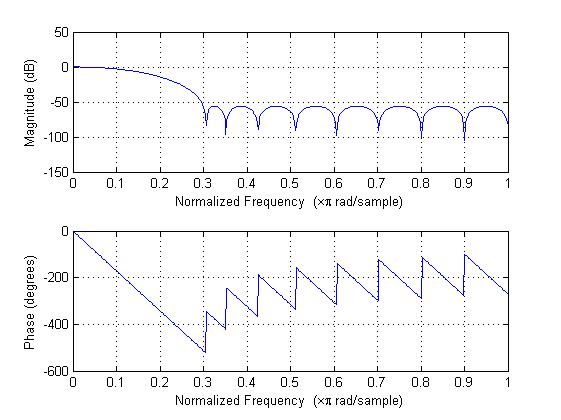 50
0
-50
-100
-150
Magnitude (dB)
0 0.1 0.2 0.3 0.4 0.5 0.6 0.7 0.8 0.9 1
Normalized Frequency (×π rad/sample)
0
-200
-400
-600
Phase (degrees)
0 0.1 0.2 0.3 0.4 0.5 0.6 0.7 0.8 0.9 1
Normalized Frequency (×π rad/sample)